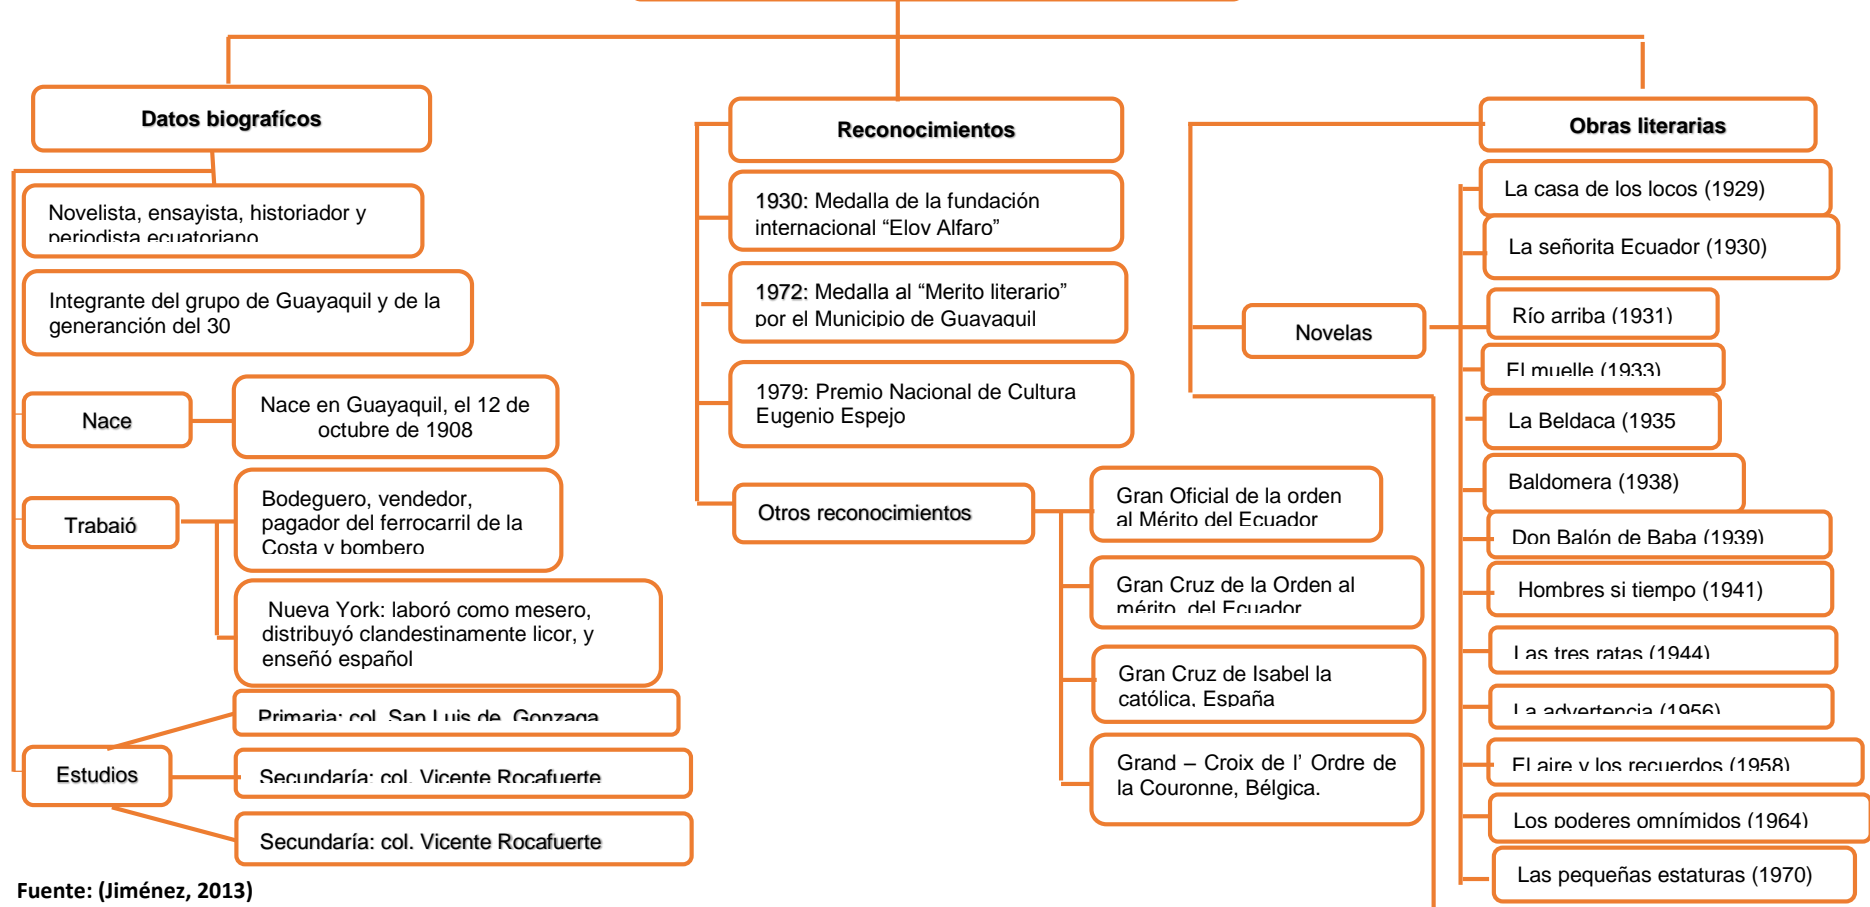 Datos biografícos
Novelista, ensayista, historiador y
periodista ecuatoriano
Integrante del grupo de Guayaquil y de la
generanción del 30
Nace
Nace en Guayaquil, el 12 de
octubre de 1908
Trabajó
Bodeguero, vendedor,
pagador del ferrocarril de la
Costa y bombero
Nueva York: laboró como mesero,
distribuyó clandestinamente licor, y
enseñó español
Estudios
Primaria: col. San Luis de Gonzaga
Secundaría: col. Vicente Rocafuerte
Secundaría: col. Vicente Rocafuerte
Fuente: (Jiménez, 2013)
Reconocimientos
1930: Medalla de la fundación
internacional “Eloy Alfaro”
1972: Medalla al “Merito literario”
por el Municipio de Guayaquil
1979: Premio Nacional de Cultura
Eugenio Espejo
Otros reconocimientos
Gran Oficial de la orden
al Mérito del Ecuador
Gran Cruz de la Orden al
mérito del Ecuador
Gran Cruz de Isabel la
católica, España
Grand – Croix de l’ Ordre de
la Couronne, Bélgica.
Obras literarias
Novelas
La casa de los locos (1929)
La señorita Ecuador (1930)
Río arriba (1931)
El muelle (1933)
La Beldaca (1935
Baldomera (1938)
Don Balón de Baba (1939)
Hombres si tiempo (1941)
Las tres ratas (1944)
La advertencia (1956)
El aire y los recuerdos (1958)
Los poderes omnímidos (1964)
Las pequeñas estaturas (1970)